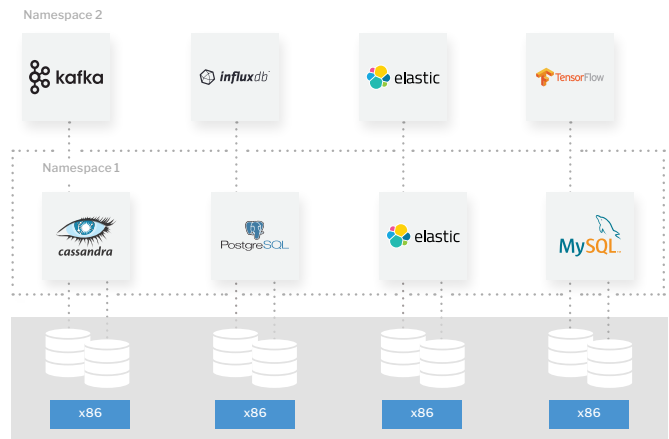 Namespace 2
kafka
influxdb
elastic
TensorFlow
Namespace 1
cassandra
PostgreSQL
elastic
MySQL
x86
x86
x86
x86